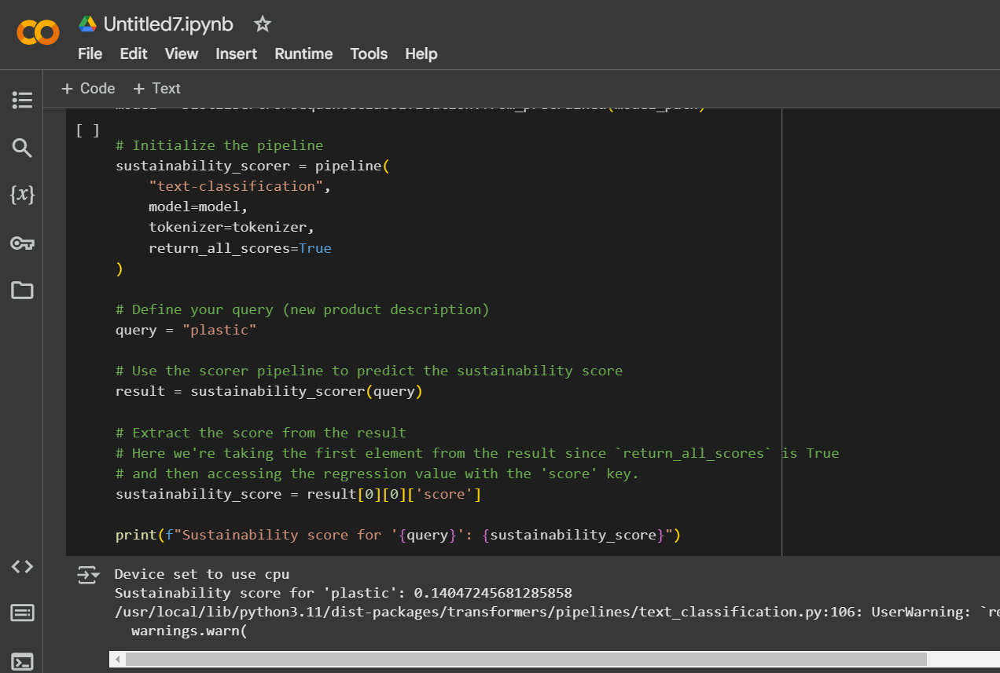 Untitled7.ipynb
File Edit View Insert Runtime Tools Help
+ Code + Text
[ ]
# Initialize the pipeline
sustainability_scorer = pipeline(
    "text-classification",
    model=model,
    tokenizer=tokenizer,
    return_all_scores=True
)
# Define your query (new product description)
query = "plastic"
# Use the scorer pipeline to predict the sustainability score
result = sustainability_scorer(query)
# Extract the score from the result
# Here we're taking the first element from the result since `return_all_scores` is True
# and then accessing the regression value with the 'score' key.
sustainability_score = result[0][0]['score']
print(f"Sustainability score for '{query}': {sustainability_score}")
Device set to use cpu
Sustainability score for 'plastic': 0.14047245681285858
/usr/local/lib/python3.11/dist-packages/transformers/pipelines/text_classification.py:106: UserWarning: `re
  warnings.warn(